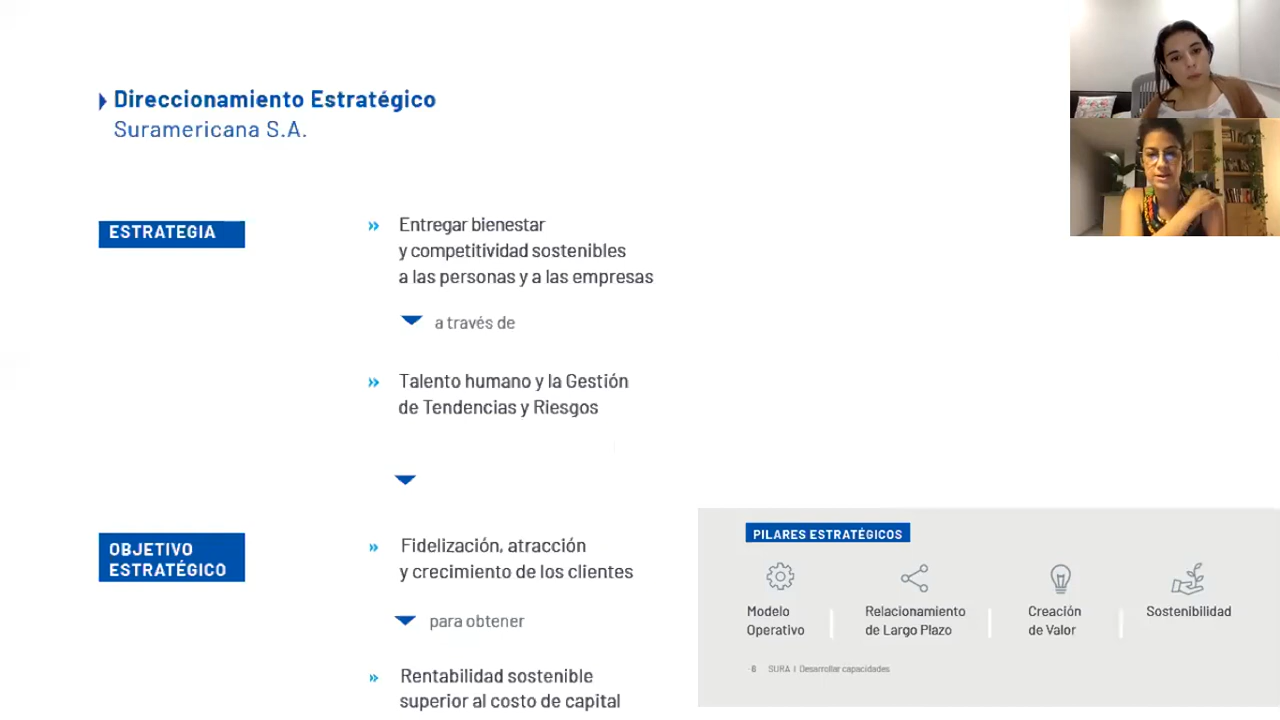 Direccionamiento Estratégico
Suramericana S.A.
ESTRATEGIA
» Entregar bienestar
y competitividad sostenibles
a las personas y a las empresas
a través de
» Talento humano y la Gestión
de Tendencias y Riesgos
OBJETIVO
ESTRATÉGICO
» Fidelización, atracción
y crecimiento de los clientes
para obtener
» Rentabilidad sostenible
superior al costo de capital
PILARES ESTRATÉGICOS
Modelo
Operativo
Relacionamiento
de Largo Plazo
Creación
de Valor
Sostenibilidad
6 SURA I Desarrollar capacidades